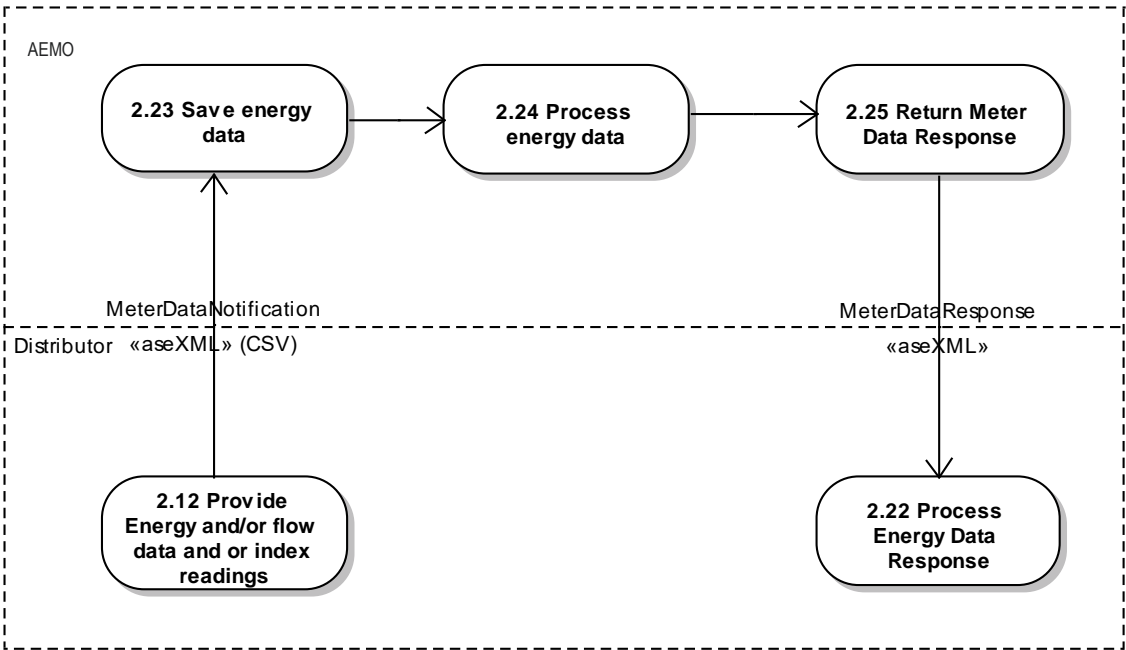 AEMO
2.23 Save energy
data
2.24 Process
energy data
2.25 Return Meter
Data Response
MeterDataNotification
MeterDataResponse
Distributor
«aseXML» (CSV)
«aseXML»
2.12 Provide
Energy and/or flow
data and or index
readings
2.22 Process
Energy Data
Response